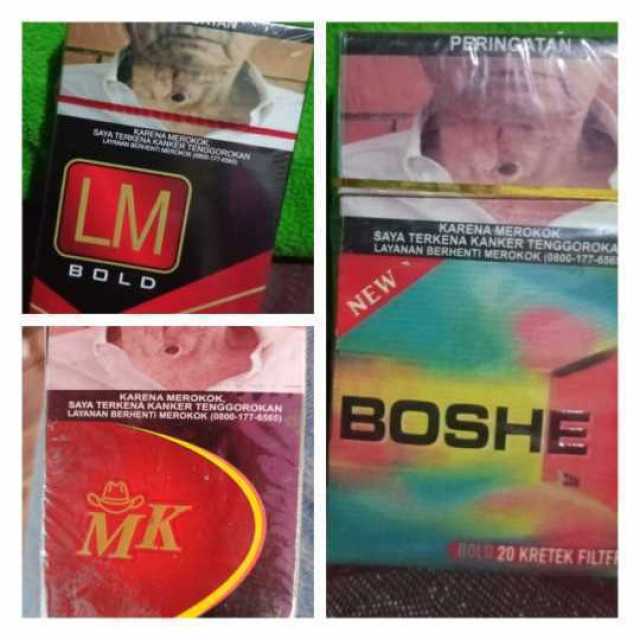 KARENA MEROKOK,
SAYA TERKENA KANKER TENGGOROKAN
LAYANAN BERHENTI MEROKOK (0800-177-6565)
LM
BOLD
PERINGATAN
KARENA MEROKOK
SAYA TERKENA KANKER TENGGOROKA
LAYANAN BERHENTI MEROKOK (0800-177-6565)
NEW
BOSHE
BOLD 20 KRETEK FILTER
KARENA MEROKOK,
SAYA TERKENA KANKER TENGGOROKAN
LAYANAN BERHENTI MEROKOK (0800-177-6565)
MK